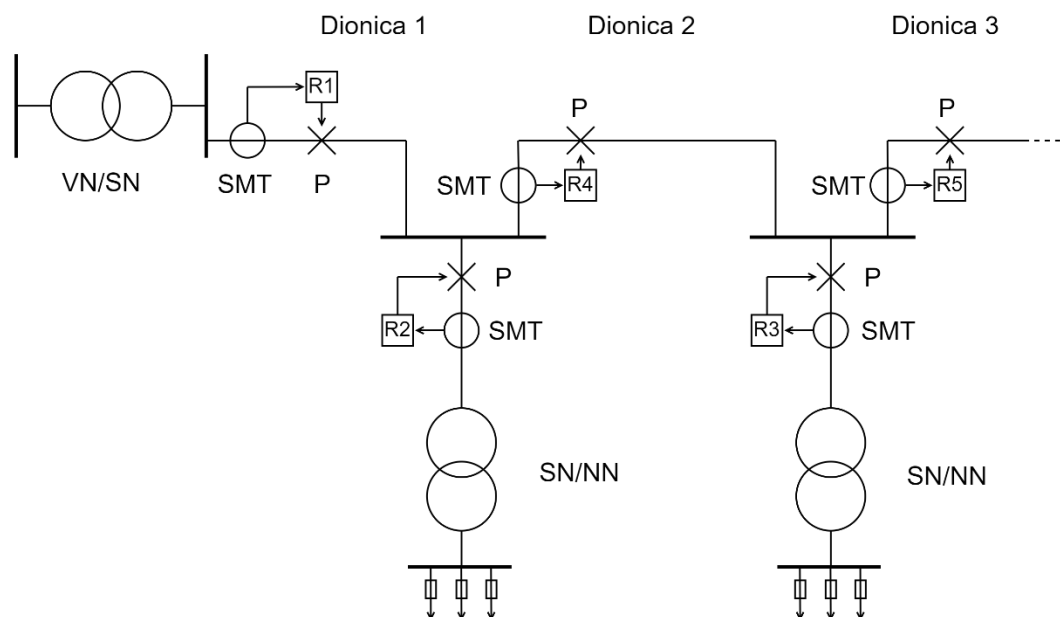 Dionica 1
Dionica 2
Dionica 3
R1
P
P
VN/SN
SMT
P
SMT
R4
SMT
R5
P
P
R2
SMT
R3
SMT
SN/NN
SN/NN